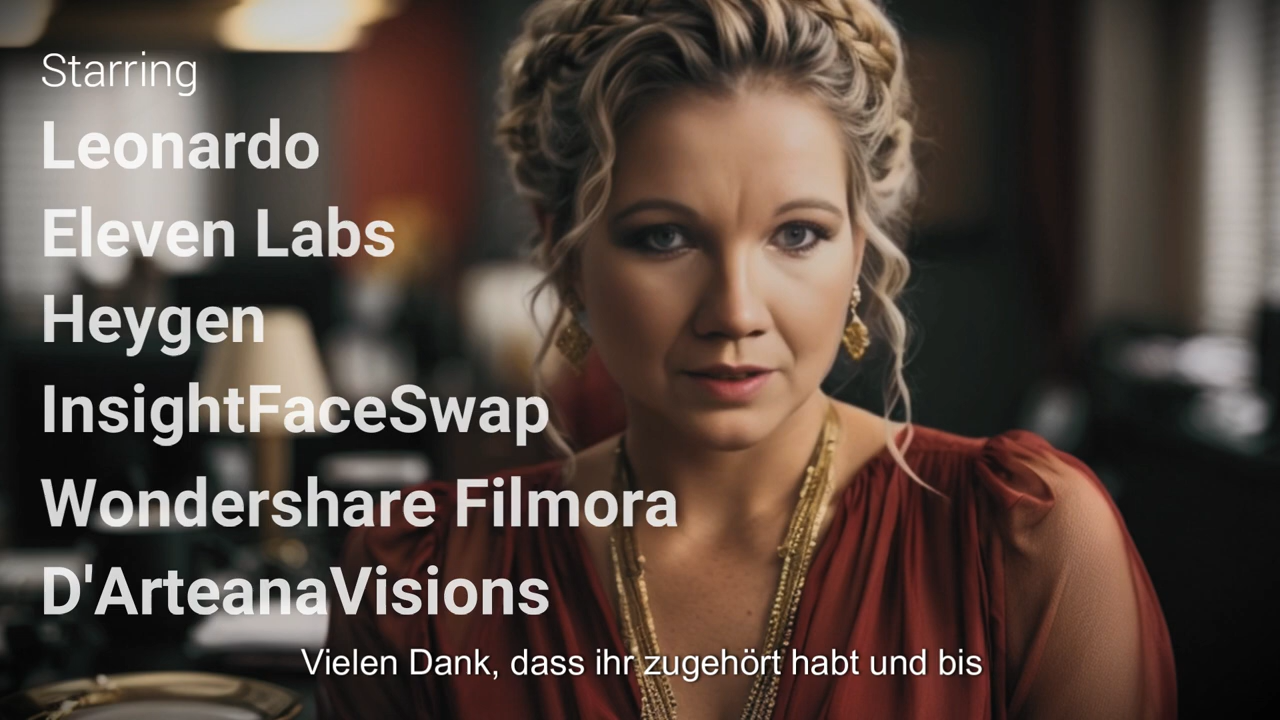 Starring
Leonardo
Eleven Labs
Heygen
InsightFaceSwap
Wondershare Filmora
D'ArteanaVisions
Vielen Dank, dass ihr zugehört habt und bis